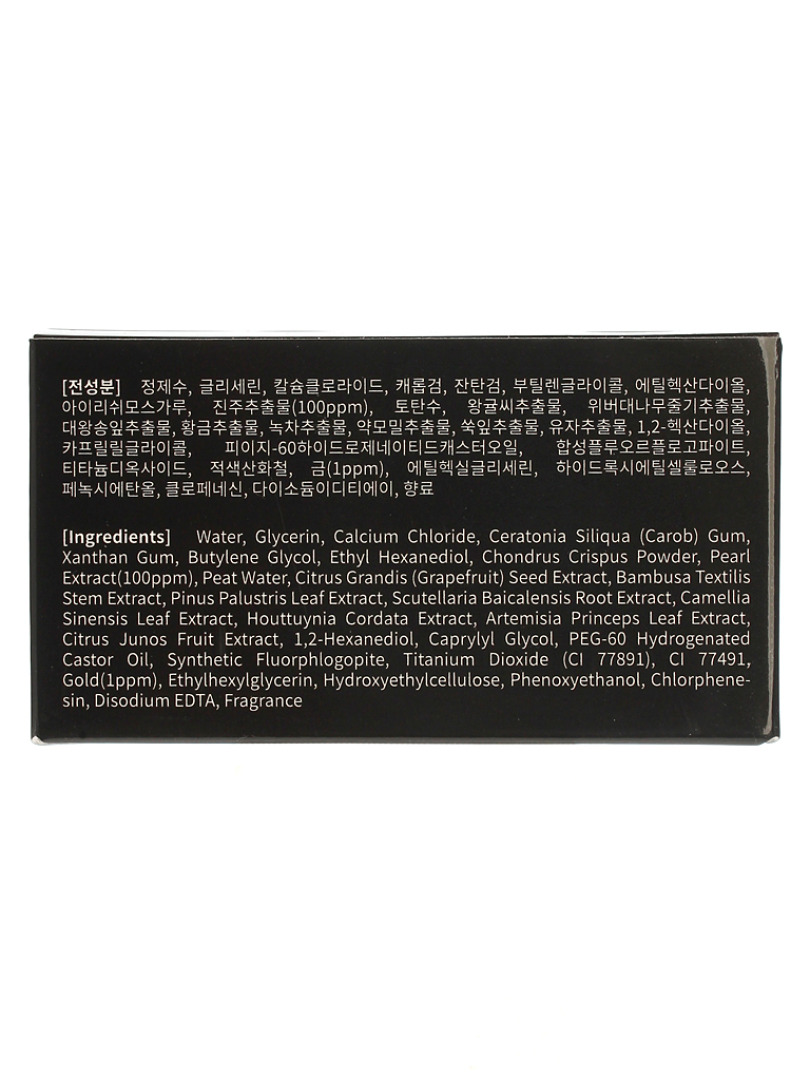 [전성분] 정제수, 글리세린, 칼슘클로라이드, 캐롭검, 잔탄검, 부틸렌글라이콜, 에틸헥산다이올,
아이리쉬모스가루, 진주추출물(100ppm), 토탄수, 왕귤씨추출물, 위버대나무줄기추출물,
대왕송잎추출물, 황금추출물, 녹차추출물, 약모밀추출물, 쑥잎추출물, 유자추출물, 1,2-헥산다이올,
카프릴릴글라이콜, 피이지-60하이드로제네이티드캐스터오일, 합성플루오르플로고파이트,
티타늄디옥사이드, 적색산화철, 금(1ppm), 에틸헥실글리세린, 하이드록시에틸셀룰로오스,
페녹시에탄올, 클로페네신, 다이소듐이디티에이, 향료
[Ingredients] Water, Glycerin, Calcium Chloride, Ceratonia Siliqua (Carob) Gum,
Xanthan Gum, Butylene Glycol, Ethyl Hexanediol, Chondrus Crispus Powder, Pearl
Extract(100ppm), Peat Water, Citrus Grandis (Grapefruit) Seed Extract, Bambusa Textilis
Stem Extract, Pinus Palustris Leaf Extract, Scutellaria Baicalensis Root Extract, Camellia
Sinensis Leaf Extract, Houttuynia Cordata Extract, Artemisia Princeps Leaf Extract,
Citrus Junos Fruit Extract, 1,2-Hexanediol, Caprylyl Glycol, PEG-60 Hydrogenated
Castor Oil, Synthetic Fluorphlogopite, Titanium Dioxide (CI 77891), CI 77491,
Gold(1ppm), Ethylhexylglycerin, Hydroxyethylcellulose, Phenoxyethanol, Chlorphene-
sin, Disodium EDTA, Fragrance